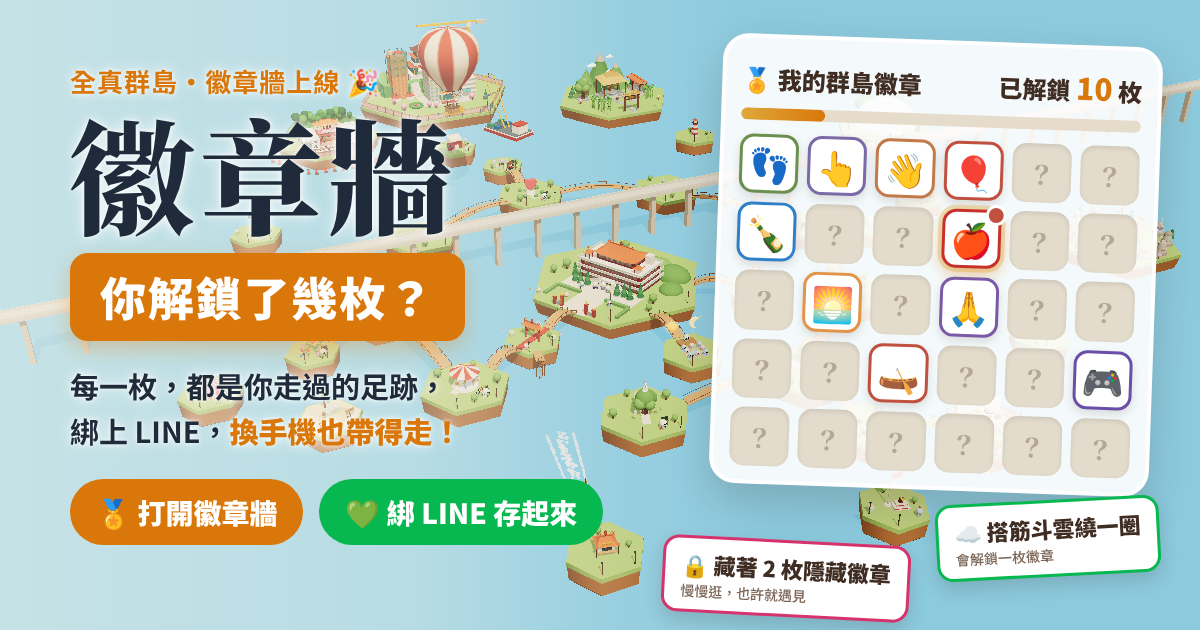 全真群島・徽章牆上線 🎉
徽章牆
你解鎖了幾枚？
每一枚，都是你走過的足跡，
綁上 LINE，換手機也帶得走！
🏅 打開徽章牆
💚 綁 LINE 存起來
🏅 我的群島徽章
已解鎖 10 枚
? ?
? ? ? ?
? ? ? ?
? ? ? ?
? ? ? ? ? ?
🔒 藏著 2 枚隱藏徽章
慢慢逛，也許就遇見
☁️ 搭筋斗雲繞一圈
會解鎖一枚徽章